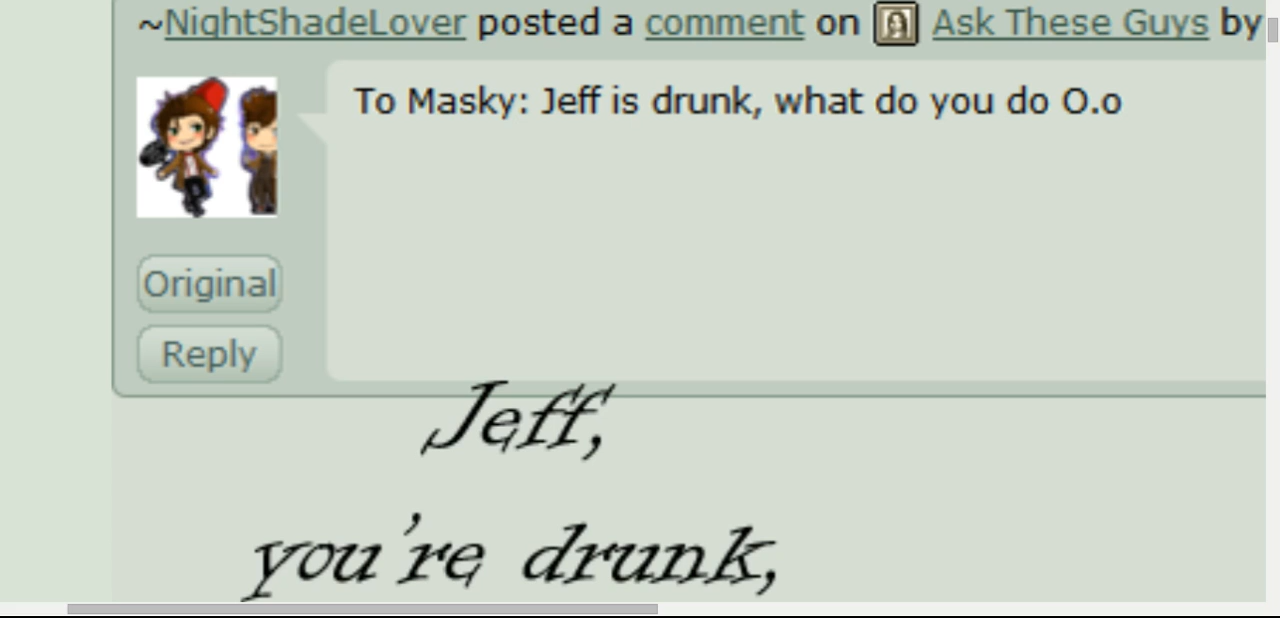 ~NightShadeLover posted a comment on Ask These Guys by
To Masky: Jeff is drunk, what do you do O.o
Original
Reply
Jeff,
you're drunk,